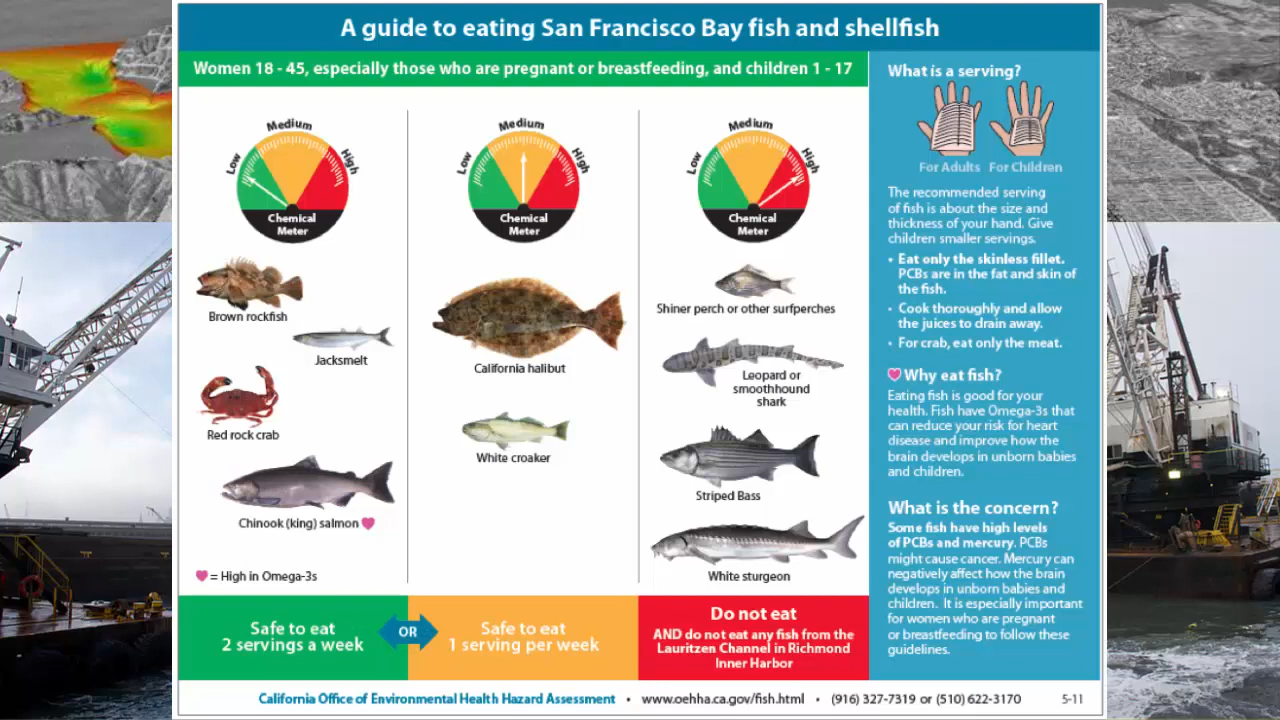 A guide to eating San Francisco Bay fish and shellfish
Women 18 - 45, especially those who are pregnant or breastfeeding, and children 1 - 17
Low
Medium
High
Chemical
Meter
Brown rockfish
Jacksmelt
Red rock crab
Chinook (king) salmon
= High in Omega-3s
Safe to eat
2 servings a week
OR
Low
Medium
High
Chemical
Meter
California halibut
White croaker
Safe to eat
1 serving per week
Low
Medium
High
Chemical
Meter
Shiner perch or other surfperches
Leopard or
smoothhound
shark
Striped Bass
White sturgeon
Do not eat
AND do not eat any fish from the
Lauritzen Channel in Richmond
Inner Harbor
What is a serving?
For Adults For Children
The recommended serving
of fish is about the size and
thickness of your hand. Give
children smaller servings.
• Eat only the skinless fillet.
PCBs are in the fat and skin of
the fish.
• Cook thoroughly and allow
the juices to drain away.
• For crab, eat only the meat.
Why eat fish?
Eating fish is good for your
health. Fish have Omega-3s that
can reduce your risk for heart
disease and improve how the
brain develops in unborn babies
and children.
What is the concern?
Some fish have high levels
of PCBs and mercury. PCBs
might cause cancer. Mercury can
negatively affect how the brain
develops in unborn babies and
children. It is especially important
for women who are pregnant
or breastfeeding to follow these
guidelines.
California Office of Environmental Health Hazard Assessment • www.oehha.ca.gov/fish.html • (916) 327-7319 or (510) 622-3170 5-11